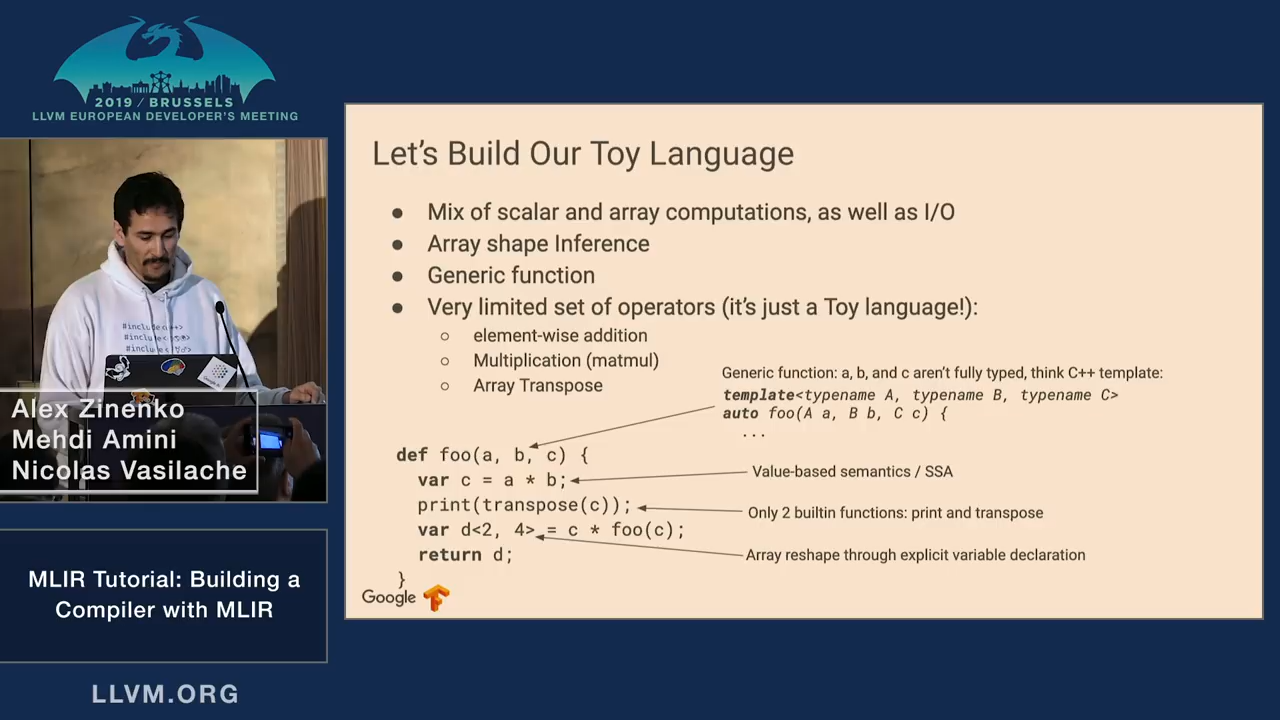 2019 / BRUSSELS
LLVM EUROPEAN DEVELOPER'S MEETING
Let's Build Our Toy Language
● Mix of scalar and array computations, as well as I/O
● Array shape Inference
● Generic function
● Very limited set of operators (it's just a Toy language!):
○ element-wise addition
○ Multiplication (matmul)
○ Array Transpose
Generic function: a, b, and c aren't fully typed, think C++ template:
template<typename A, typename B, typename C>
auto foo(A a, B b, C c) {
...
def foo(a, b, c) {
var c = a * b;
Value-based semantics / SSA
print(transpose(c));
Only 2 builtin functions: print and transpose
var d<2, 4> = c * foo(c);
Array reshape through explicit variable declaration
return d;
}
Google
#include
#include
#include
Alex Zinenko
Mehdi Amini
Nicolas Vasilache
MLIR Tutorial: Building a
Compiler with MLIR
LLVM.ORG